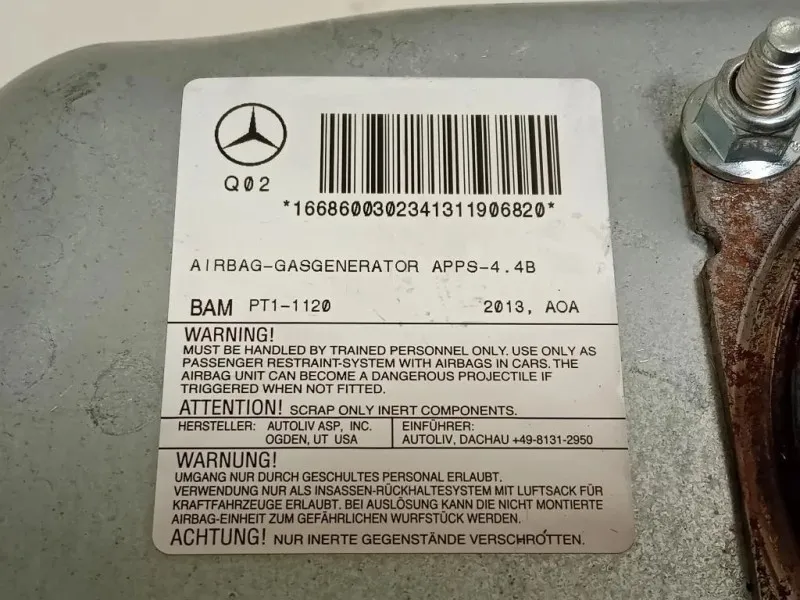 Q02
*1668600302341311906820*
AIRBAG-GASGENERATOR APPS-4.4B
BAM PT1-1120 2013, AOA
WARNING!
MUST BE HANDLED BY TRAINED PERSONNEL ONLY. USE ONLY AS
PASSENGER RESTRAINT-SYSTEM WITH AIRBAGS IN CARS. THE
AIRBAG UNIT CAN BECOME A DANGEROUS PROJECTILE IF
TRIGGERED WHEN NOT FITTED.
ATTENTION! SCRAP ONLY INERT COMPONENTS.
HERSTELLER: AUTOLIV ASP, INC.
OGDEN, UT USA
EINFÜHRER:
AUTOLIV, DACHAU +49-8131-2950
WARNUNG!
UMGANG NUR DURCH GESCHULTES PERSONAL ERLAUBT.
VERWENDUNG NUR ALS INSASSEN-RÜCKHALTESYSTEM MIT LUFTSACK FÜR
KRAFTFAHRZEUGE ERLAUBT. BEI AUSLÖSUNG KANN DIE NICHT MONTIERTE
AIRBAG-EINHEIT ZUM GEFÄHRLICHEN WURFSTÜCK WERDEN.
ACHTUNG! NUR INERTE GEGENSTÄNDE VERSCHROTTEN.